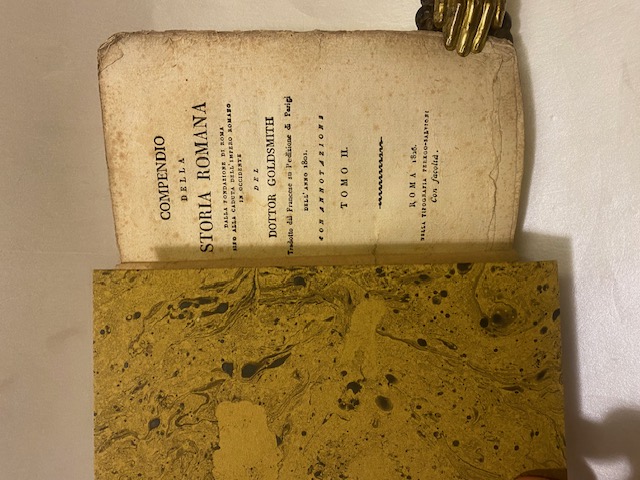 COMPENDIO
DELLA
STORIA ROMANA
DALLA FONDAZIONE DI ROMA
SINO ALLA CADUTA DELL'IMPERO ROMANO
IN OCCIDENTE
DEL
DOTTOR GOLDSMITH
Tradotto dal Francese su l'edizione di Parigi
DELL'ANNO 1801.
CON ANNOTAZIONI
TOMO II.
ROMA 1826.
NELLA TIPOGRAFIA PEREGO-SALVIONI
Con facoltà.